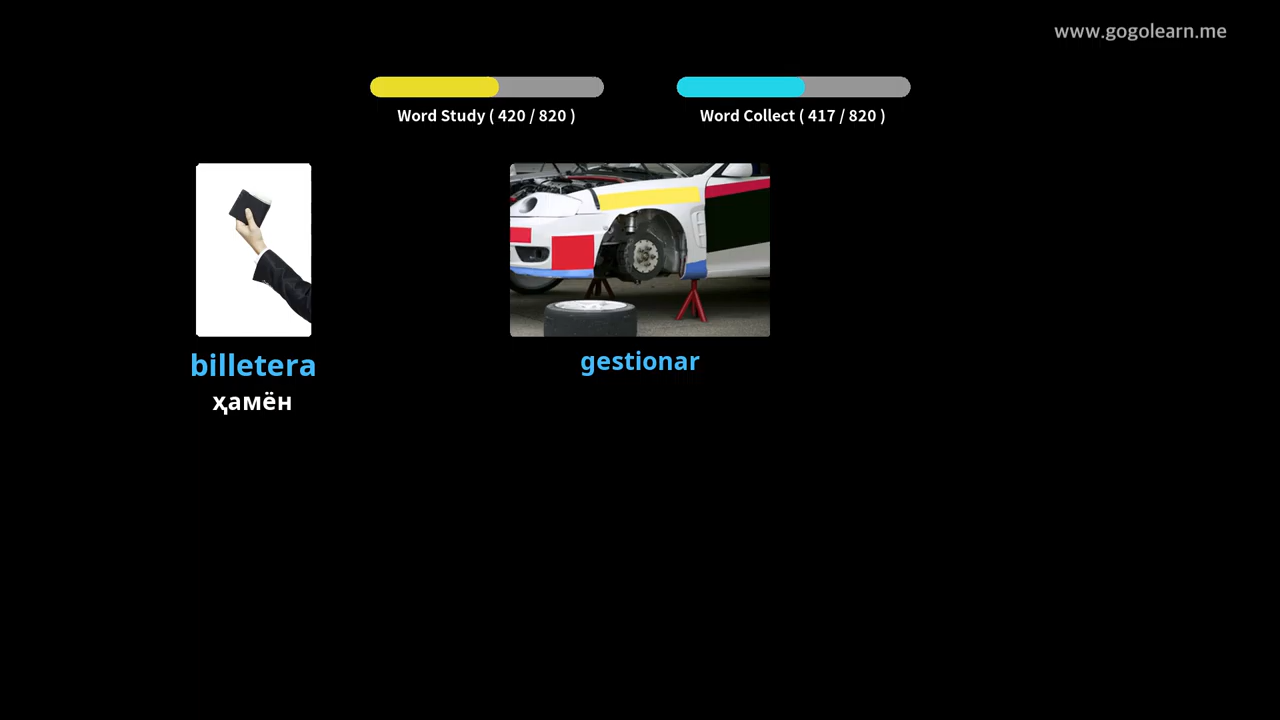 www.gogolearn.me
Word Study ( 420 / 820 )
Word Collect ( 417 / 820 )
billetera
ҳамён
gestionar